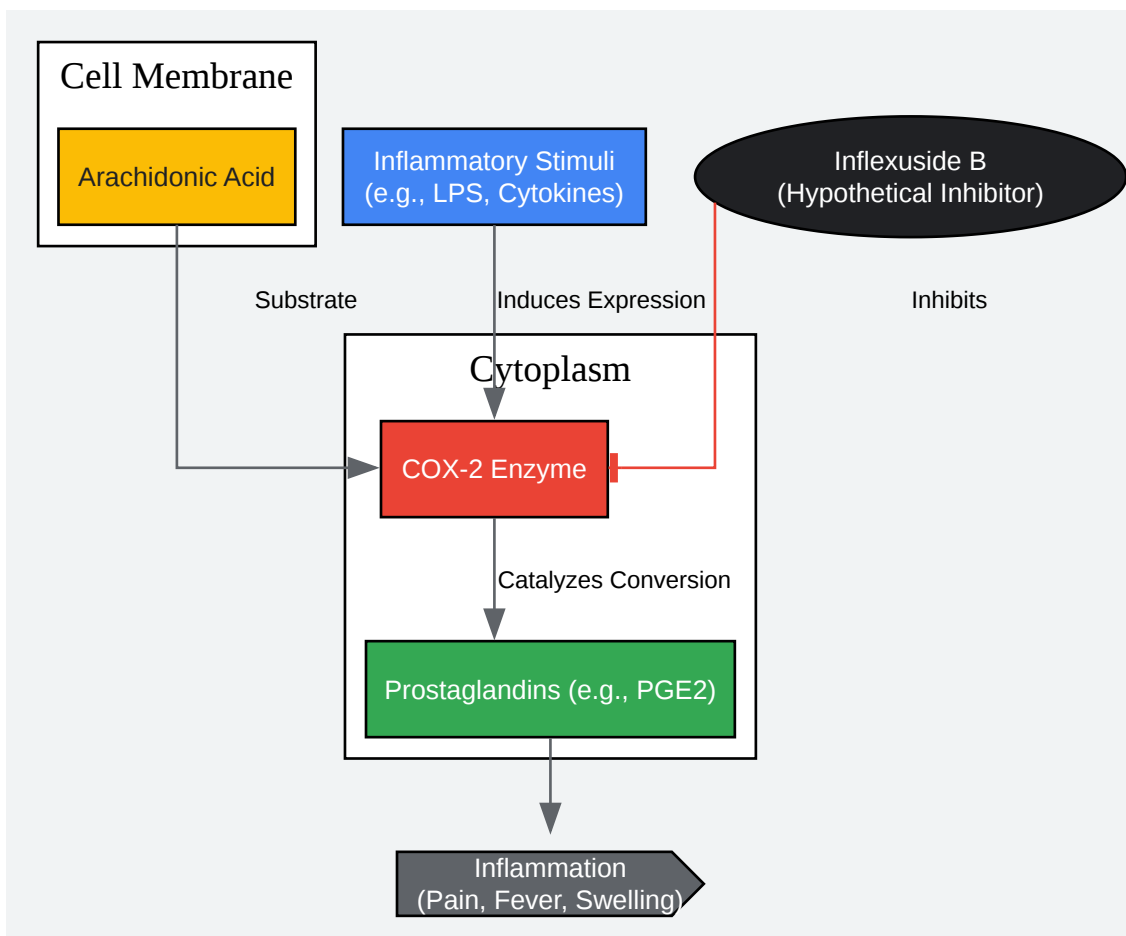 Cell Membrane
Arachidonic Acid
Inflammatory Stimuli
(e.g., LPS, Cytokines)
Inflexuside B
(Hypothetical Inhibitor)
Substrate
Induces Expression
Inhibits
Cytoplasm
COX-2 Enzyme
Catalyzes Conversion
Prostaglandins (e.g., PGE2)
Inflammation
(Pain, Fever, Swelling)